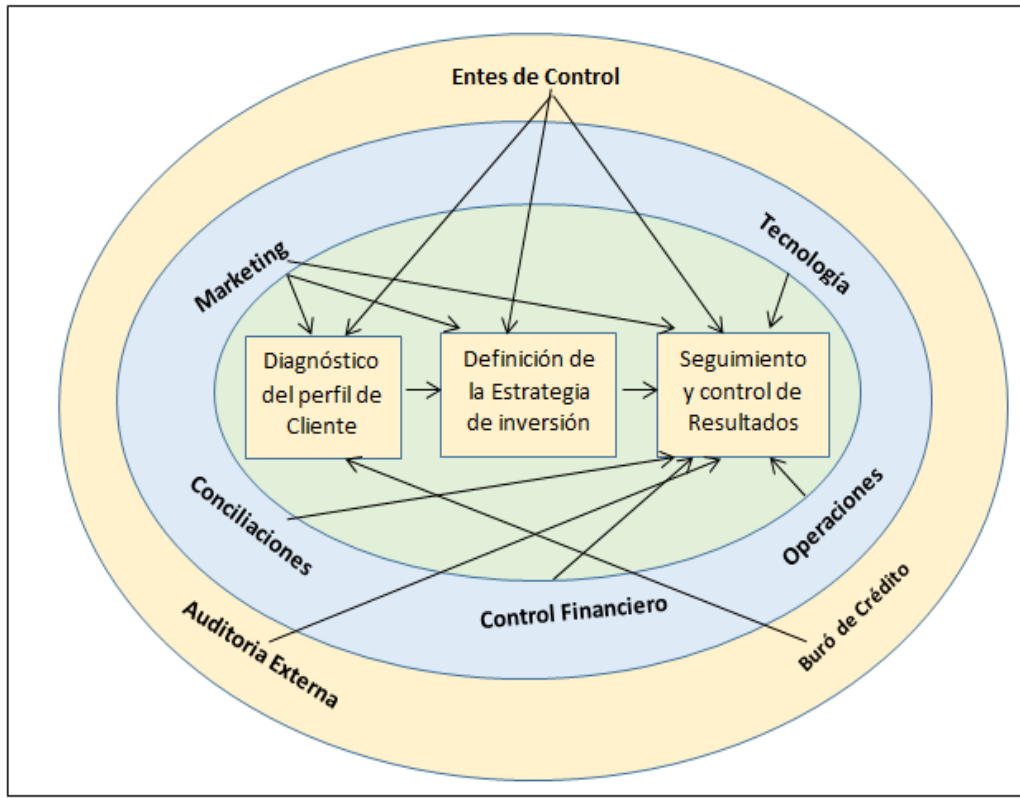 Entes de Control
Tecnología
Marketing
Diagnóstico
del perfil de
Cliente
Definición de
la Estrategia
de inversión
Seguimiento
y control de
Resultados
Conciliaciones
Operaciones
Control Financiero
Auditoria Externa
Buró de Crédito